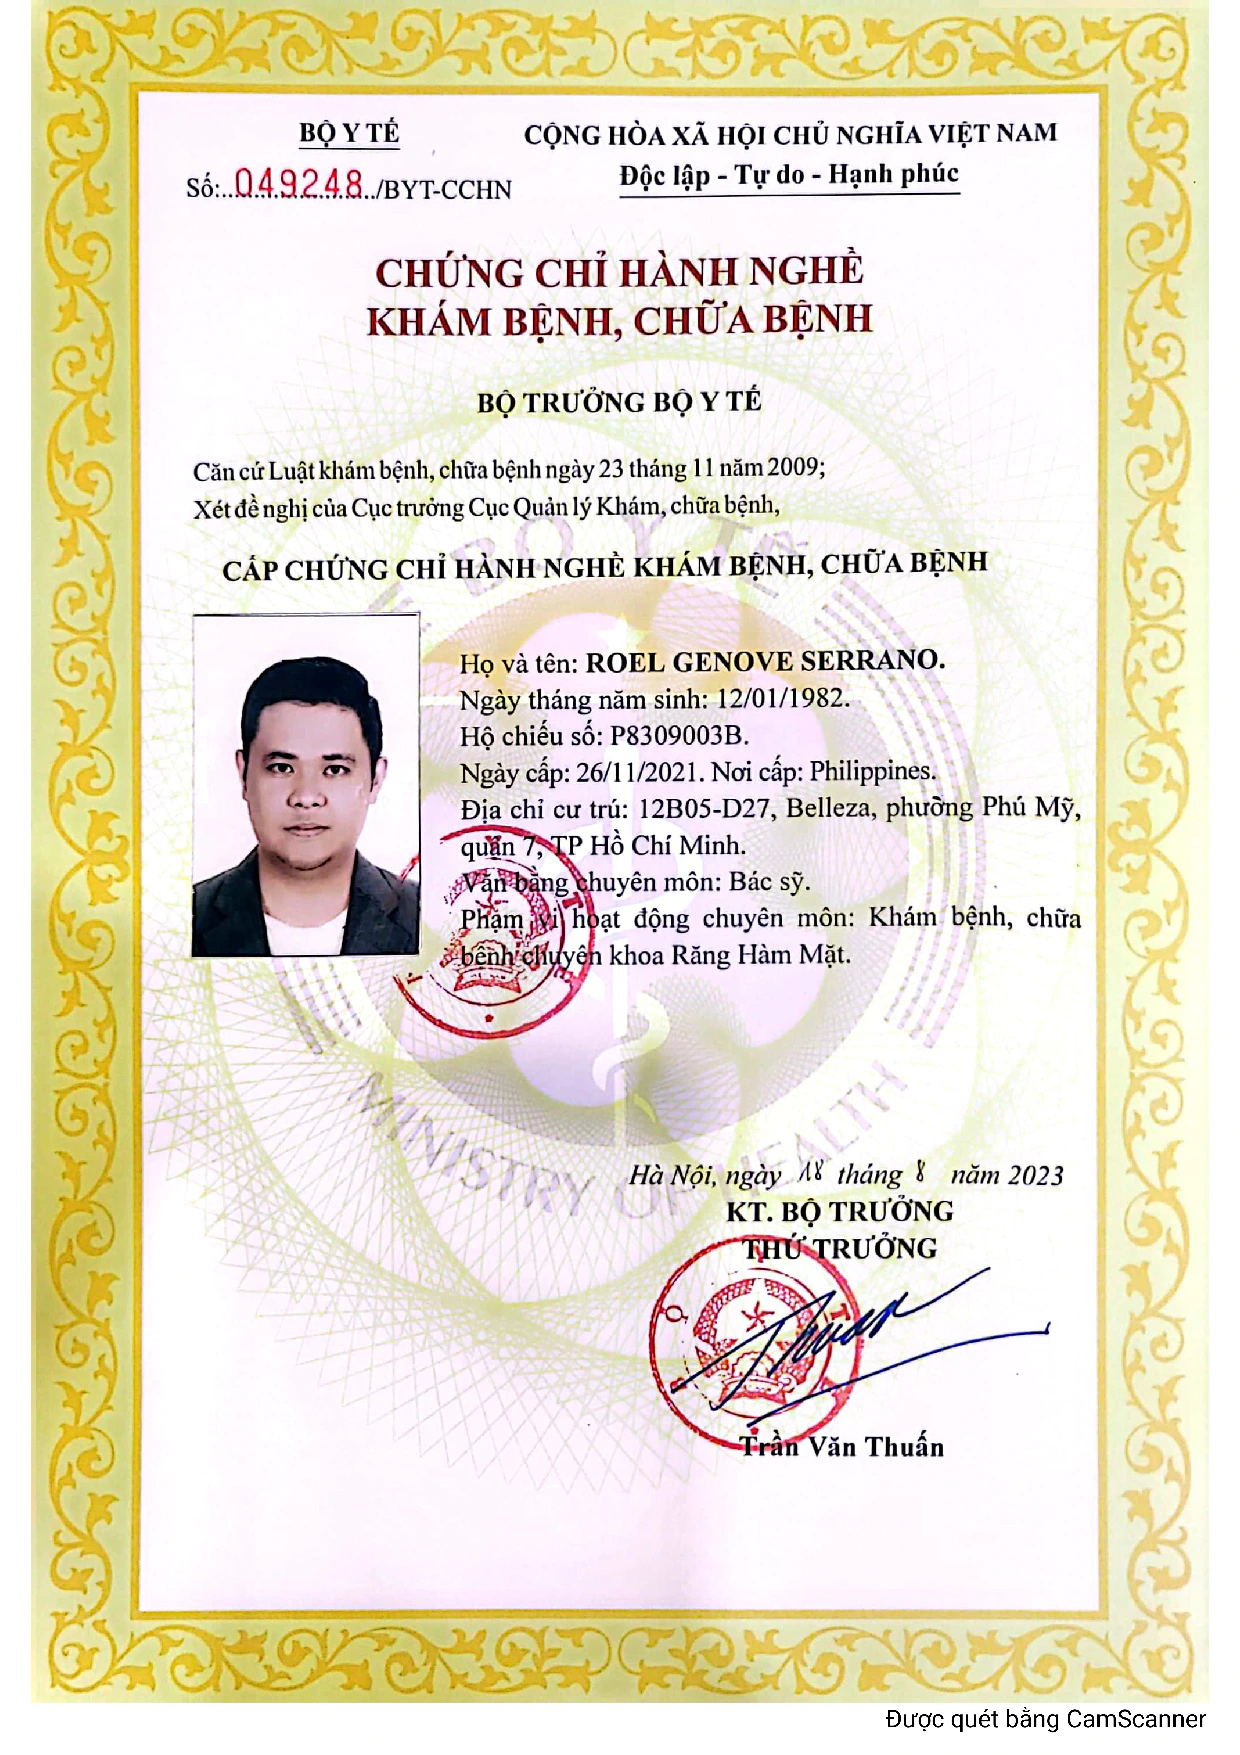 BỘ Y TẾ
Số:..049248../BYT-CCHN
CỘNG HÒA XÃ HỘI CHỦ NGHĨA VIỆT NAM
Độc lập - Tự do - Hạnh phúc
CHỨNG CHỈ HÀNH NGHỀ
KHÁM BỆNH, CHỮA BỆNH
BỘ TRƯỞNG BỘ Y TẾ
Căn cứ Luật khám bệnh, chữa bệnh ngày 23 tháng 11 năm 2009;
Xét đề nghị của Cục trưởng Cục Quản lý Khám, chữa bệnh,
BỘ Y TẾ
CẤP CHỨNG CHỈ HÀNH NGHỀ KHÁM BỆNH, CHỮA BỆNH
Họ và tên: ROEL GENOVE SERRANO.
Ngày tháng năm sinh: 12/01/1982.
Hộ chiếu số: P8309003B.
Ngày cấp: 26/11/2021. Nơi cấp: Philippines.
Địa chỉ cư trú: 12B05-D27, Belleza, phường Phú Mỹ,
quận 7, TP Hồ Chí Minh.
Văn bằng chuyên môn: Bác sỹ.
Phạm vi hoạt động chuyên môn: Khám bệnh, chữa
bệnh chuyên khoa Răng Hàm Mặt.
MINISTRY OF HEALTH
Hà Nội, ngày 18 tháng 8 năm 2023
KT. BỘ TRƯỞNG
THỨ TRƯỞNG
Trần Văn Thuấn
Được quét bằng CamScanner